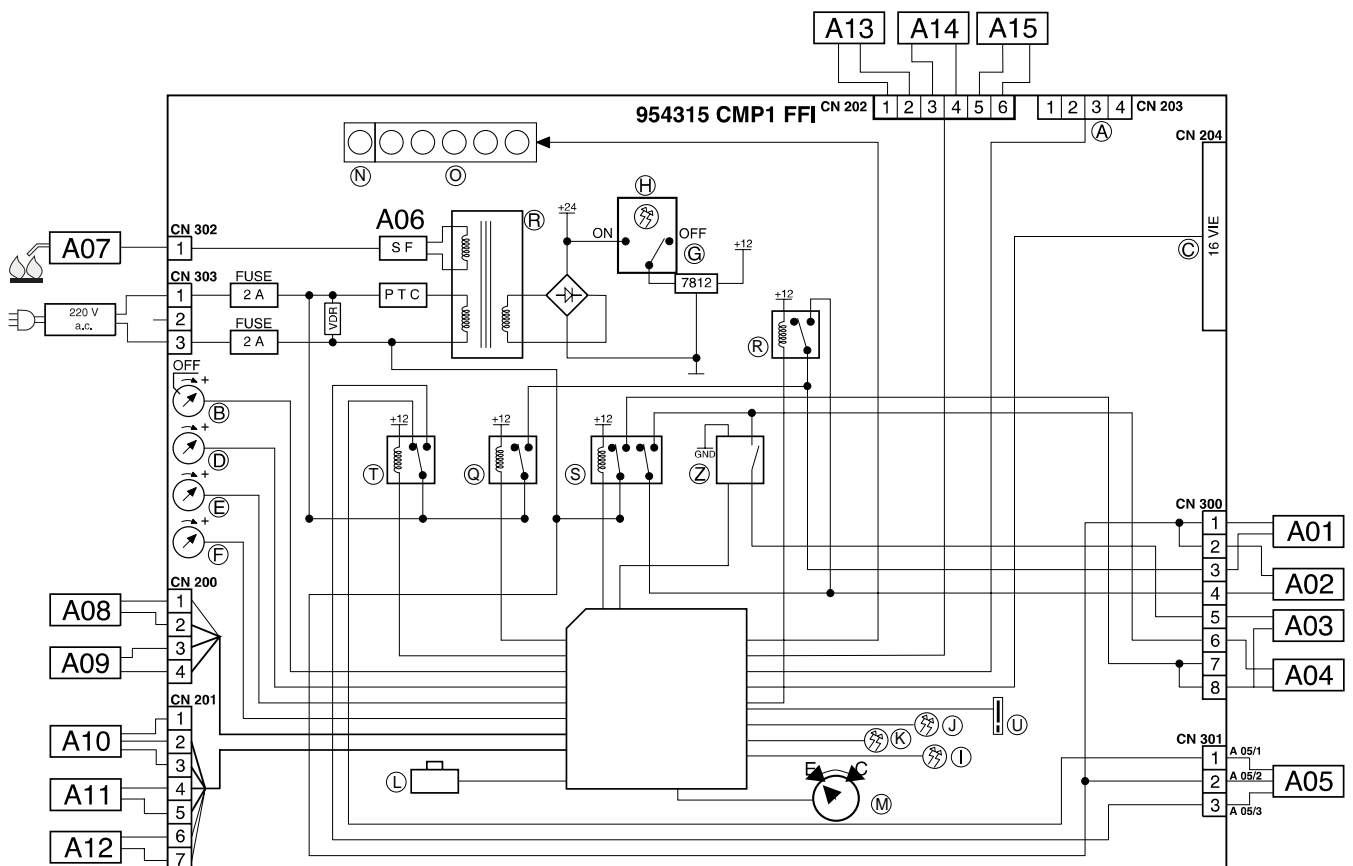 A13 A14 A15
954315 CMP1 FFI
CN 202 1 2 3 4 5 6
1 2 3 4 CN 203
A
CN 204
16 VIE
C
N O
H
+24
ON OFF
G
+12
7812
A06
S F
R
A07
CN 302
1
CN 303
1
2
3
220 V
a.c.
FUSE
2 A
FUSE
2 A
VDR
P T C
+12
R
OFF
+
B
+
D
+
E
+
F
+12
T
+12
Q
+12
S
GND
Z
CN 300
1
2
3
4
5
6
7
8
A01
A02
A03
A04
CN 200
1
2
3
4
A08
A09
CN 201
1
2
3
4
5
6
7
A10
A11
A12
L
E C
M
J
K
I
U
CN 301
1
2
3
A 05/1
A 05/2
A 05/3
A05